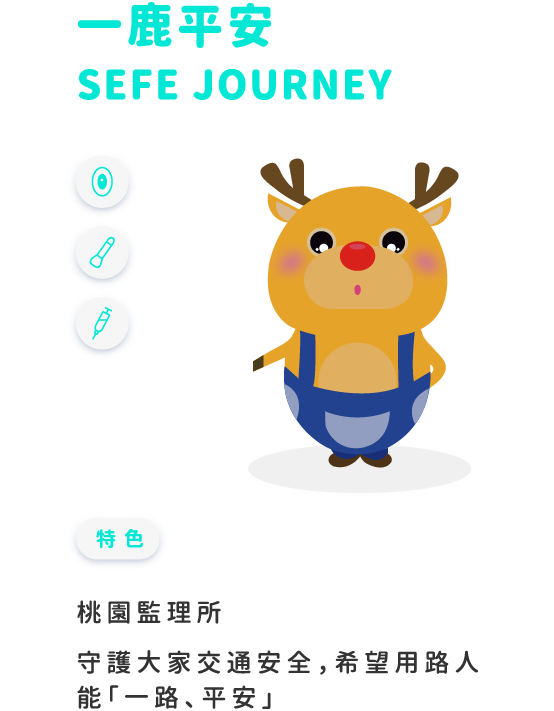 一鹿平安
SEFE JOURNEY
特色
桃園監理所
守護大家交通安全,希望用路人
能「一路、平安」